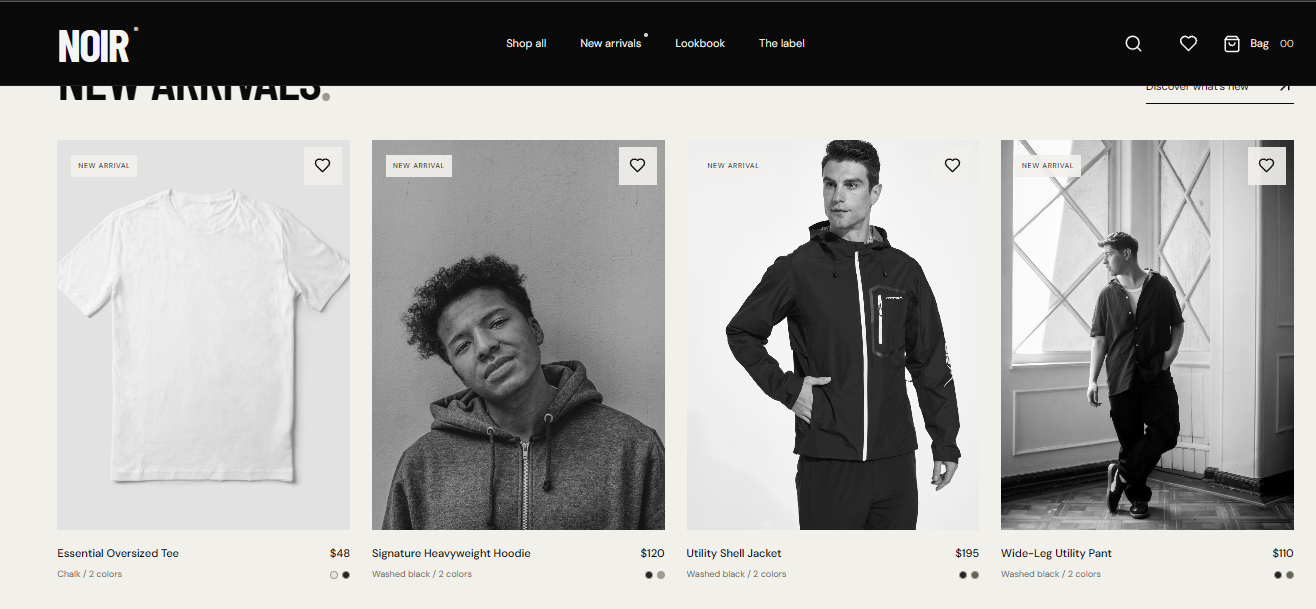 NOIR
Shop all
New arrivals
Lookbook
The label
Bag 00
NEW ARRIVALS.
Discover what's new
NEW ARRIVAL
NEW ARRIVAL
NEW ARRIVAL
NEW ARRIVAL
Essential Oversized Tee $48
Chalk / 2 colors
Signature Heavyweight Hoodie $120
Washed black / 2 colors
Utility Shell Jacket $195
Washed black / 2 colors
Wide-Leg Utility Pant $110
Washed black / 2 colors